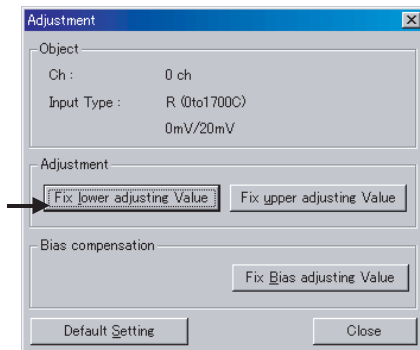 Adjustment
Object
Ch : 0 ch
Input Type : R (0to1700C)
0mV/20mV
Adjustment
Fix lower adjusting Value Fix upper adjusting Value
Bias compensation
Fix Bias adjusting Value
Default Setting Close